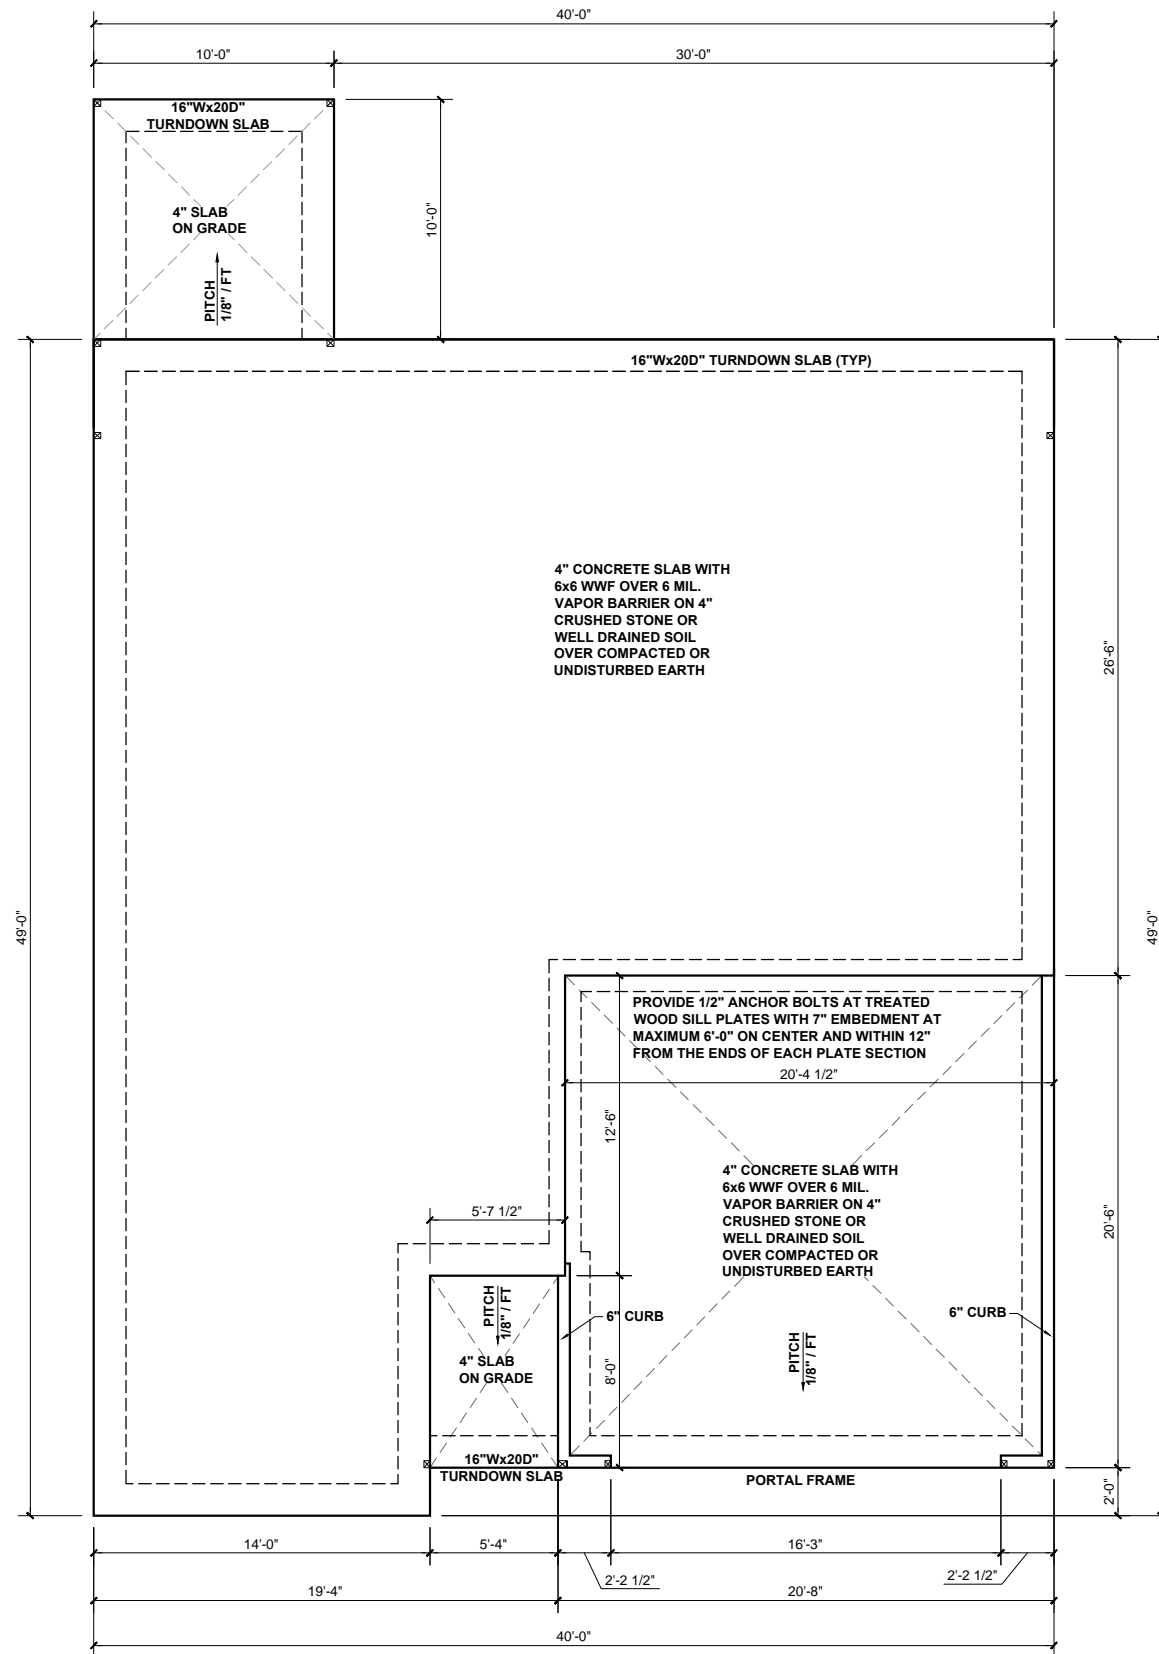 40'-0"
10'-0"
30'-0"
16"Wx20D"
TURNDOWN SLAB
4" SLAB
ON GRADE
10'-0"
PITCH
1/8" / FT
16"Wx20D" TURNDOWN SLAB (TYP)
4" CONCRETE SLAB WITH
6x6 WWF OVER 6 MIL.
VAPOR BARRIER ON 4"
CRUSHED STONE OR
WELL DRAINED SOIL
OVER COMPACTED OR
UNDISTURBED EARTH
26'-6"
49'-0"
49'-0"
PROVIDE 1/2" ANCHOR BOLTS AT TREATED
WOOD SILL PLATES WITH 7" EMBEDMENT AT
MAXIMUM 6'-0" ON CENTER AND WITHIN 12"
FROM THE ENDS OF EACH PLATE SECTION
20'-4 1/2"
12'-6"
4" CONCRETE SLAB WITH
6x6 WWF OVER 6 MIL.
VAPOR BARRIER ON 4"
CRUSHED STONE OR
WELL DRAINED SOIL
OVER COMPACTED OR
UNDISTURBED EARTH
5'-7 1/2"
20'-6"
PITCH
1/8" / FT
6" CURB
6" CURB
4" SLAB
ON GRADE
8'-0"
PITCH
1/8" / FT
16"Wx20D"
TURNDOWN SLAB
PORTAL FRAME
2'-0"
14'-0"
5'-4"
16'-3"
2'-2 1/2"
2'-2 1/2"
19'-4"
20'-8"
40'-0"